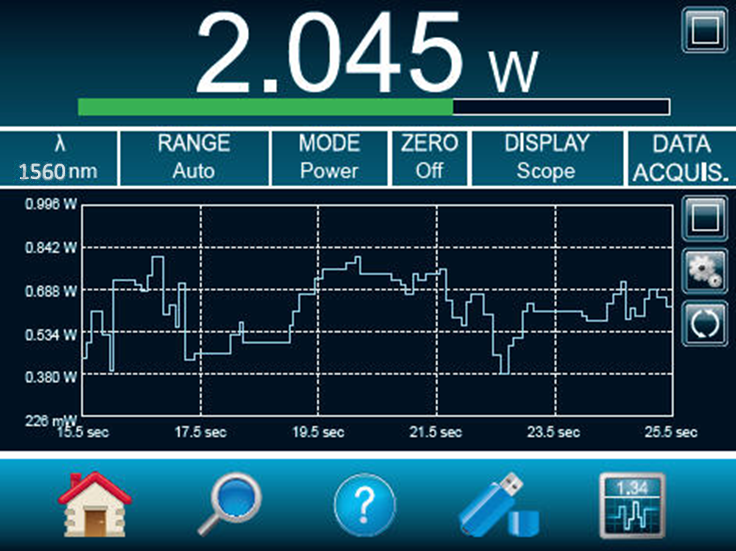 2.045 W
λ RANGE MODE ZERO DISPLAY DATA
1560 nm Auto Power Off Scope ACQUIS.
0.996 W
0.842 W
0.688 W
0.534 W
0.380 W
226 mW
15.5 sec 17.5 sec 19.5 sec 21.5 sec 23.5 sec 25.5 sec
? 1.34